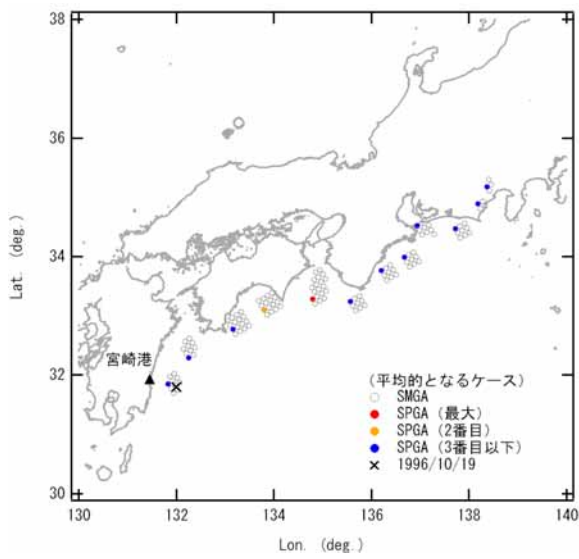 38
36
34
32
30
Lat. (deg.)
宮崎港
(平均的となるケース)
SMGA
SPGA (最大)
SPGA (2番目)
SPGA (3番目以下)
1996/10/19
130
132
134
136
138
140
Lon. (deg.)